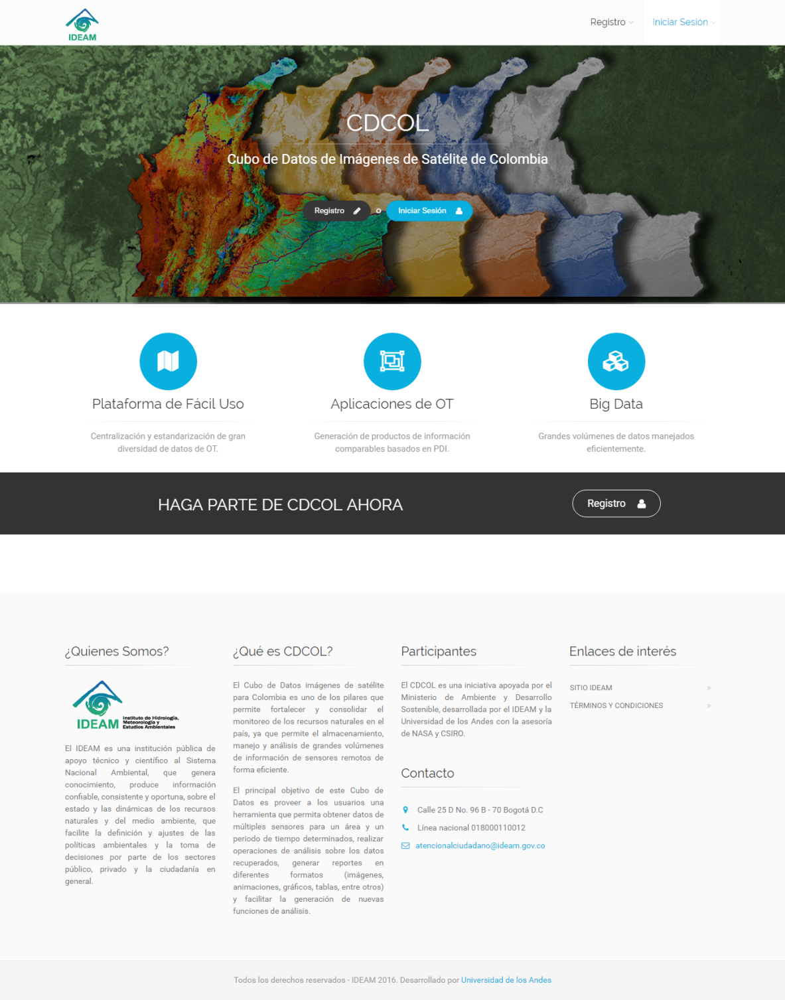 IDEAM
Registro
Iniciar Sesión
CDCOL
Cubo de Datos de Imágenes de Satélite de Colombia
Registro o Iniciar Sesión
Plataforma de Fácil Uso
Centralización y estandarización de gran
diversidad de datos de OT.
Aplicaciones de OT
Generación de productos de información
comparables basados en PDI.
Big Data
Grandes volúmenes de datos manejados
eficientemente.
HAGA PARTE DE CDCOL AHORA
Registro
¿Quienes Somos?
IDEAM
Instituto de Hidrología,
Meteorología y
Estudios Ambientales
El IDEAM es una institución pública de
apoyo técnico y científico al Sistema
Nacional Ambiental, que genera
conocimiento, produce información
confiable, consistente y oportuna, sobre el
estado y las dinámicas de los recursos
naturales y del medio ambiente, que
facilite la definición y ajustes de las
políticas ambientales y la toma de
decisiones por parte de los sectores
público, privado y la ciudadanía en
general.
¿Qué es CDCOL?
El Cubo de Datos imágenes de satélite
para Colombia es uno de los pilares que
permite fortalecer y consolidar el
monitoreo de los recursos naturales en el
país, ya que permite el almacenamiento,
manejo y análisis de grandes volúmenes
de información de sensores remotos de
forma eficiente.
El principal objetivo de este Cubo de
Datos es proveer a los usuarios una
herramienta que permita obtener datos de
múltiples sensores para un área y un
periodo de tiempo determinados, realizar
operaciones de análisis sobre los datos
recuperados, generar reportes en
diferentes formatos (imágenes,
animaciones, gráficos, tablas, entre otros)
y facilitar la generación de nuevas
funciones de análisis.
Participantes
El CDCOL es una iniciativa apoyada por el
Ministerio de Ambiente y Desarrollo
Sostenible, desarrollada por el IDEAM y la
Universidad de los Andes con la asesoría
de NASA y CSIRO.
Contacto
Calle 25 D No. 96 B - 70 Bogotá D.C
Línea nacional 018000110012
atencionalciudadano@ideam.gov.co
Enlaces de interés
SITIO IDEAM
TÉRMINOS Y CONDICIONES
Todos los derechos reservados - IDEAM 2016. Desarrollado por Universidad de los Andes